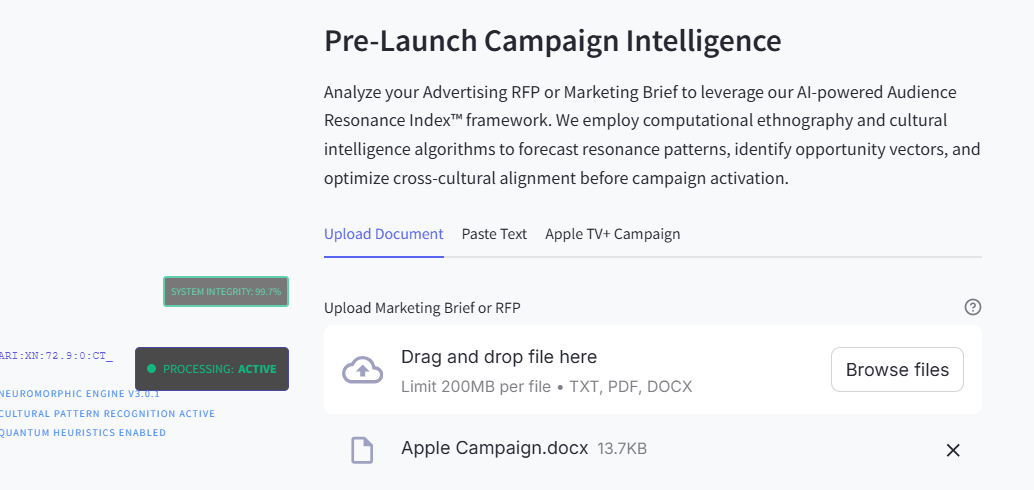 Pre-Launch Campaign Intelligence
Analyze your Advertising RFP or Marketing Brief to leverage our AI-powered Audience
Resonance Index™ framework. We employ computational ethnography and cultural
intelligence algorithms to forecast resonance patterns, identify opportunity vectors, and
optimize cross-cultural alignment before campaign activation.
Upload Document Paste Text Apple TV+ Campaign
SYSTEM INTEGRITY: 99.7%
Upload Marketing Brief or RFP
ARI:XN:72.9:0:CT_
PROCESSING: ACTIVE
NEUROMORPHIC ENGINE V3.0.1
CULTURAL PATTERN RECOGNITION ACTIVE
QUANTUM HEURISTICS ENABLED
Drag and drop file here
Limit 200MB per file • TXT, PDF, DOCX
Browse files
Apple Campaign.docx 13.7KB